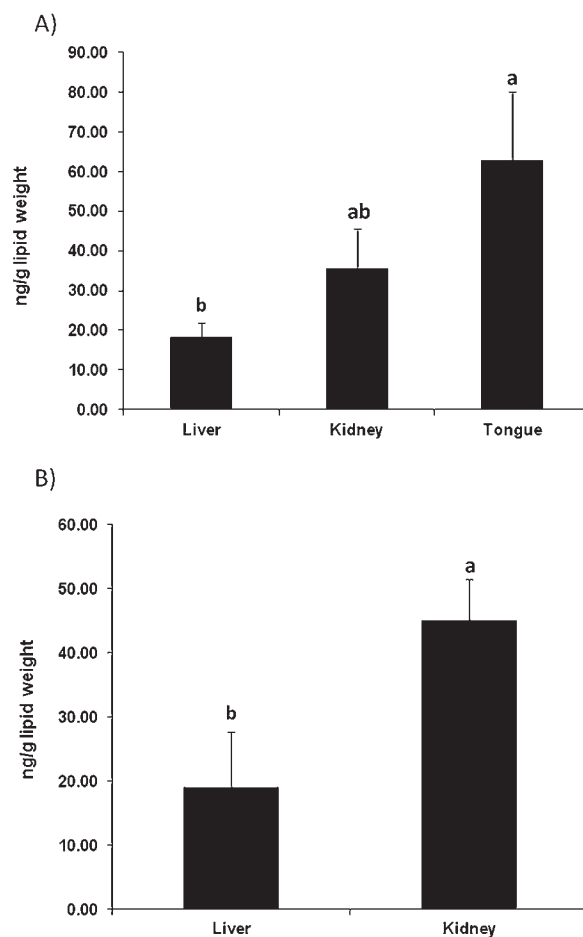 A)
90.00
80.00
70.00
60.00
50.00
40.00
30.00
20.00
10.00
0.00
ng/g lipid weight
b
ab
a
Liver Kidney Tongue
B)
60.00
50.00
40.00
30.00
20.00
10.00
0.00
ng/g lipid weight
b
a
Liver Kidney